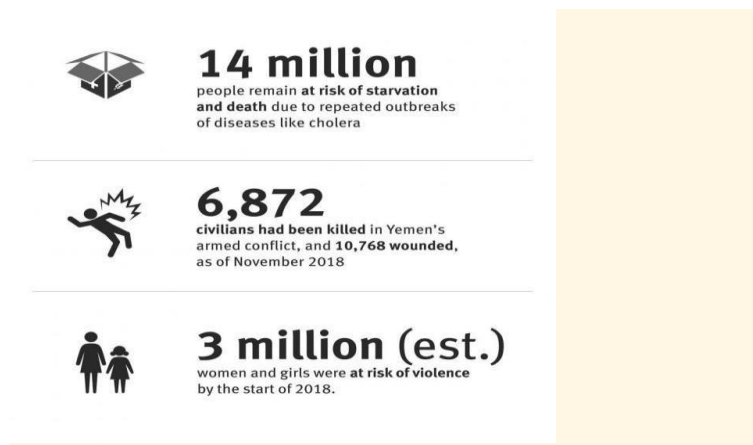 14 million
people remain at risk of starvation
and death due to repeated outbreaks
of diseases like cholera
6,872
civilians had been killed in Yemen's
armed conflict, and 10,768 wounded,
as of November 2018
3 million (est.)
women and girls were at risk of violence
by the start of 2018.